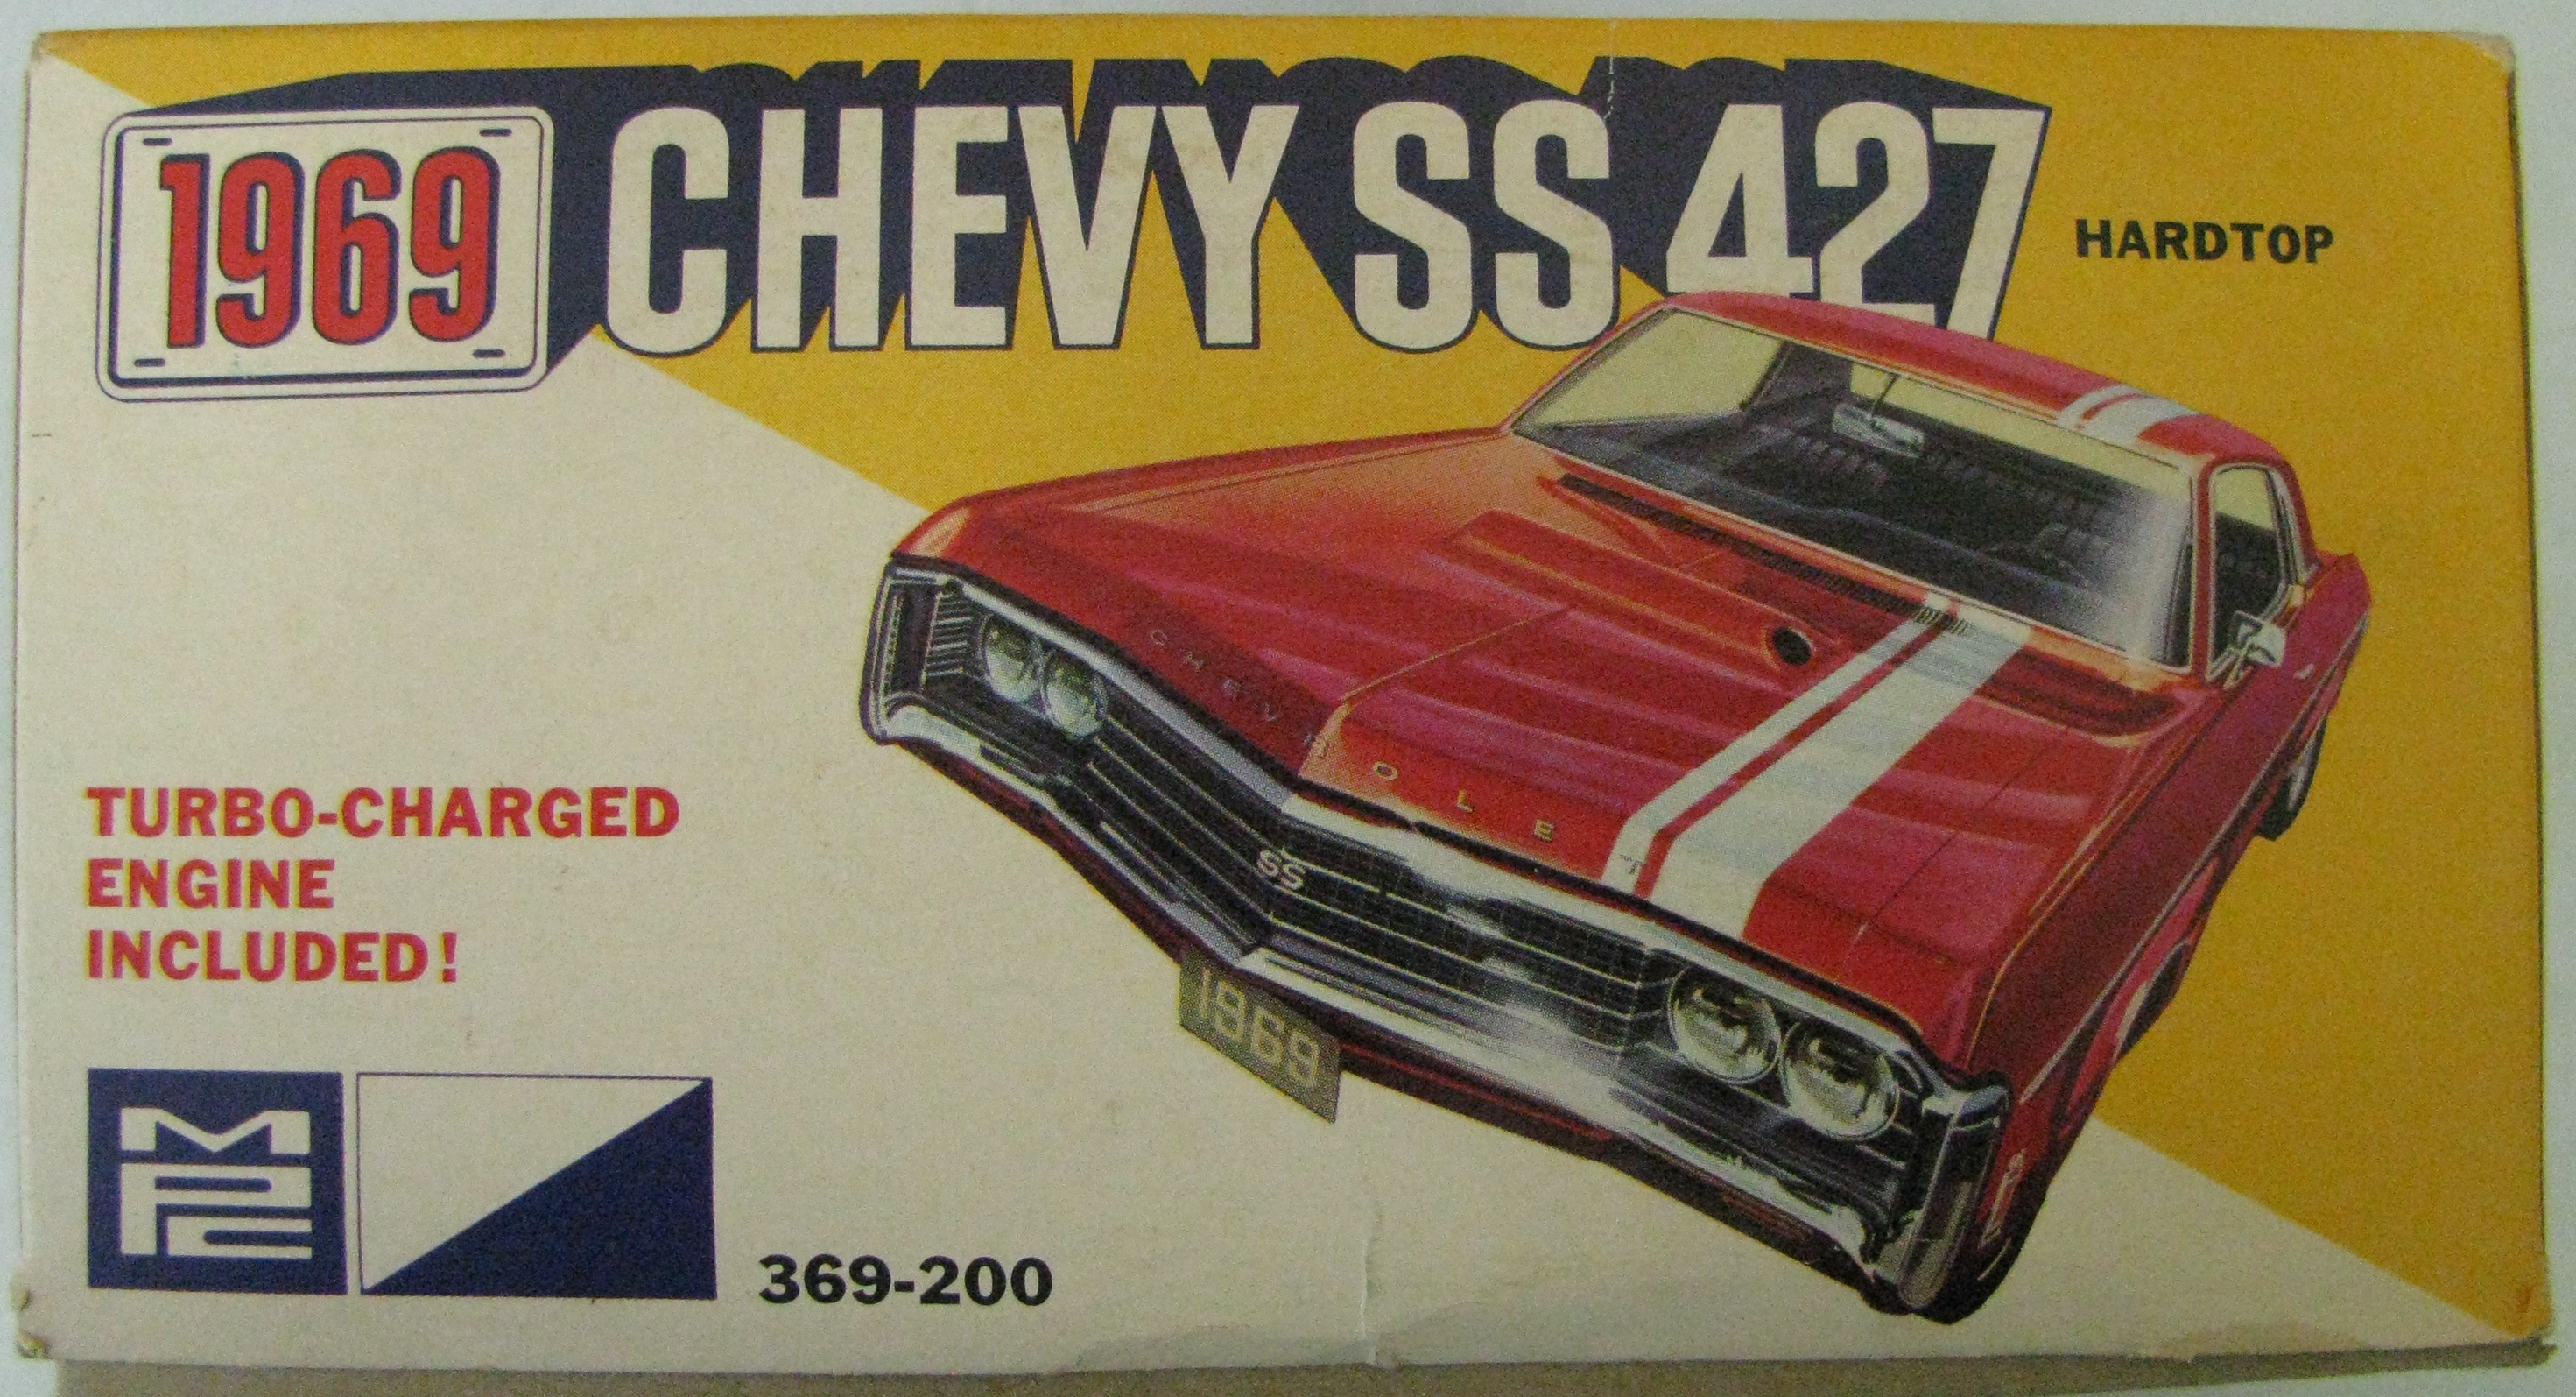 1969 CHEVY SS 427
HARDTOP
CHEVROLET
SS
1969
TURBO-CHARGED
ENGINE
INCLUDED!
MPC
369-200